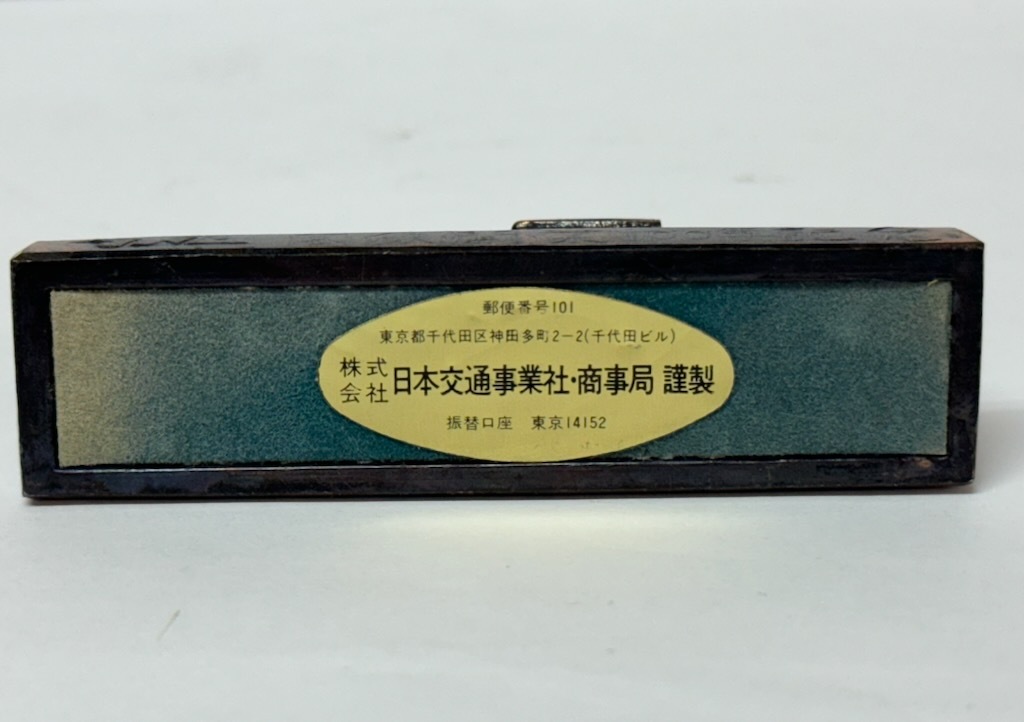 郵便番号101
東京都千代田区神田多町2-2(千代田ビル)
株式会社 日本交通事業社・商事局 謹製
振替口座 東京14152